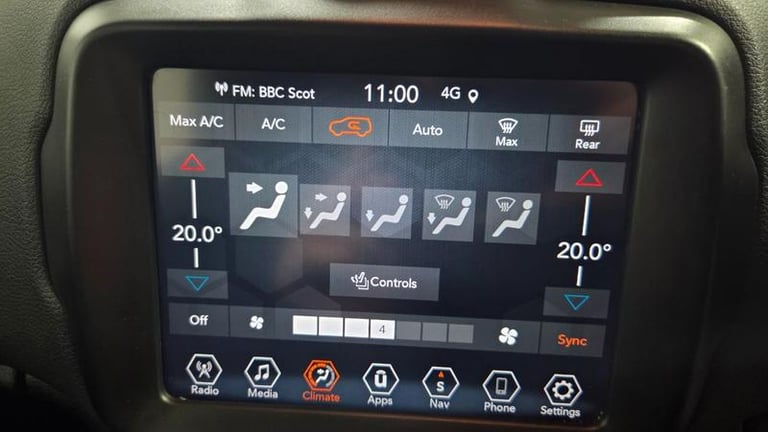 FM: BBC Scot 11:00 4G
Max A/C A/C Auto Max Rear
20.0° 20.0°
Controls
Off 4 Sync
Radio Media Climate Apps Nav Phone Settings
S